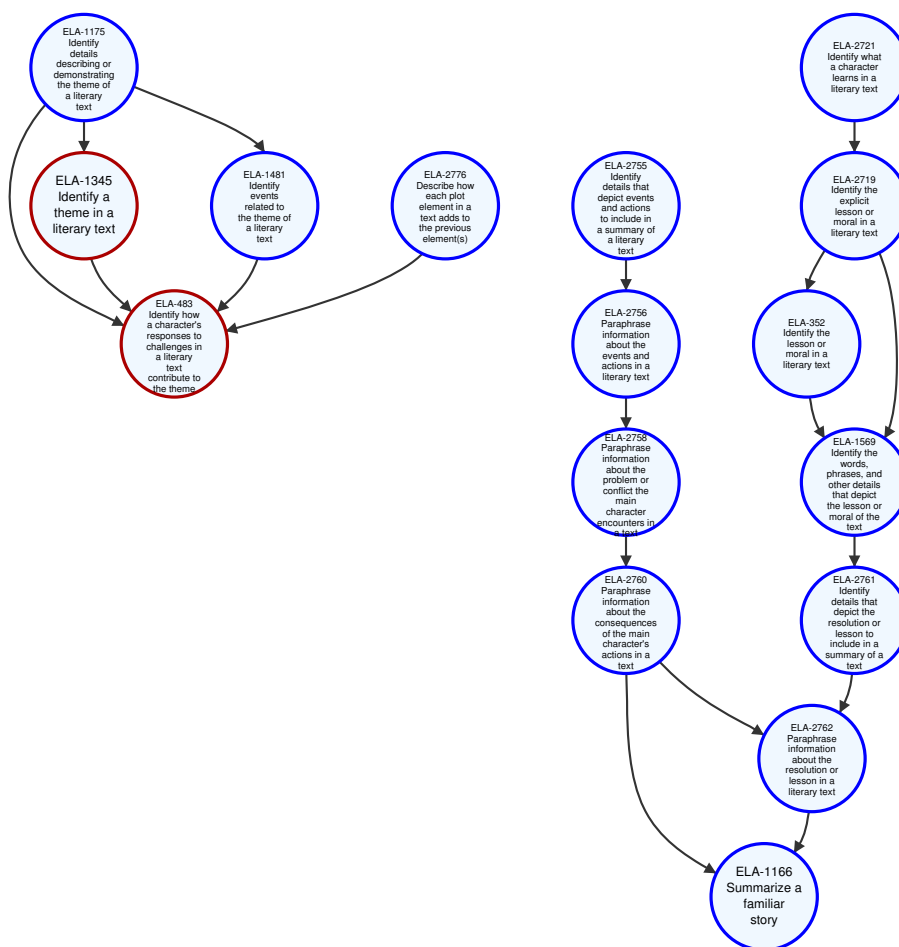 ELA-1175
Identify
details
describing or
demonstrating
the theme of
a literary
text
ELA-2721
Identify what
a character
learns in a
literary text
ELA-1345
Identify a
theme in a
literary text
ELA-1481
Identify
events
related to
the theme of
a literary
text
ELA-2776
Describe how
each plot
element in a
text adds to
the previous
element(s)
ELA-2755
Identify
details that
depict events
and actions
to include in
a summary of
a literary
text
ELA-2719
Identify the
explicit
lesson or
moral in a
literary text
ELA-483
Identify how
a character's
responses to
challenges in
a literary
text
contribute to
the theme
ELA-2756
Paraphrase
information
about the
events and
actions in a
literary text
ELA-352
Identify the
lesson or
moral in a
literary text
ELA-2758
Paraphrase
information
about the
problem or
conflict the
main
character
encounters in
a text
ELA-1569
Identify the
words,
phrases, and
other details
that depict
the lesson or
moral of the
text
ELA-2760
Paraphrase
information
about the
consequences
of the main
character's
actions in a
text
ELA-2761
Identify
details that
depict the
resolution or
lesson to
include in a
summary of a
text
ELA-2762
Paraphrase
information
about the
resolution or
lesson in a
literary text
ELA-1166
Summarize a
familiar
story